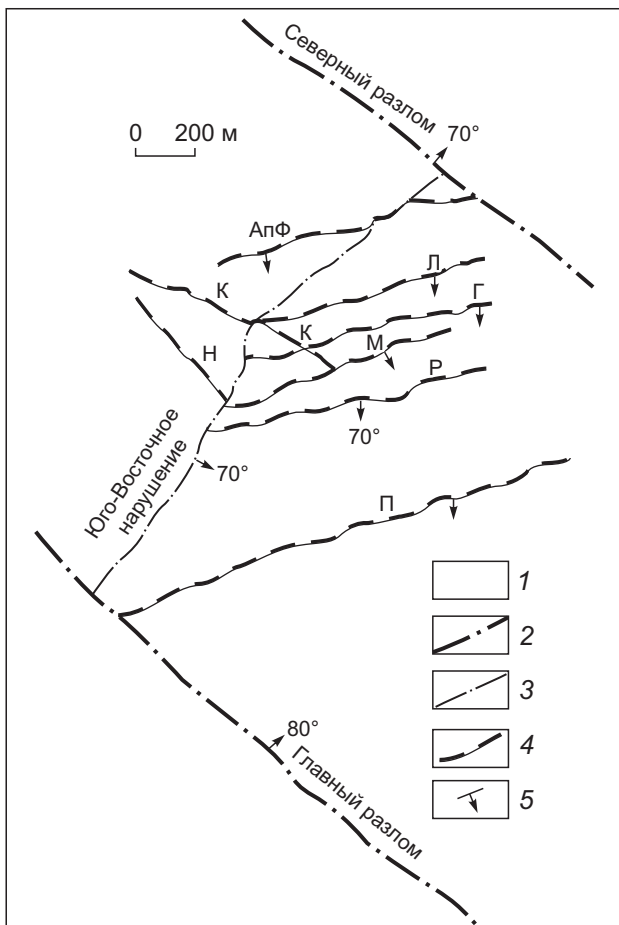 Северный разлом
70°
0 200 м
АпФ
Л
К
Г
К
М
Н
Р
70°
Юго-Восточное
нарушение
70°
П
1
2
3
80°
4
Главный разлом
5